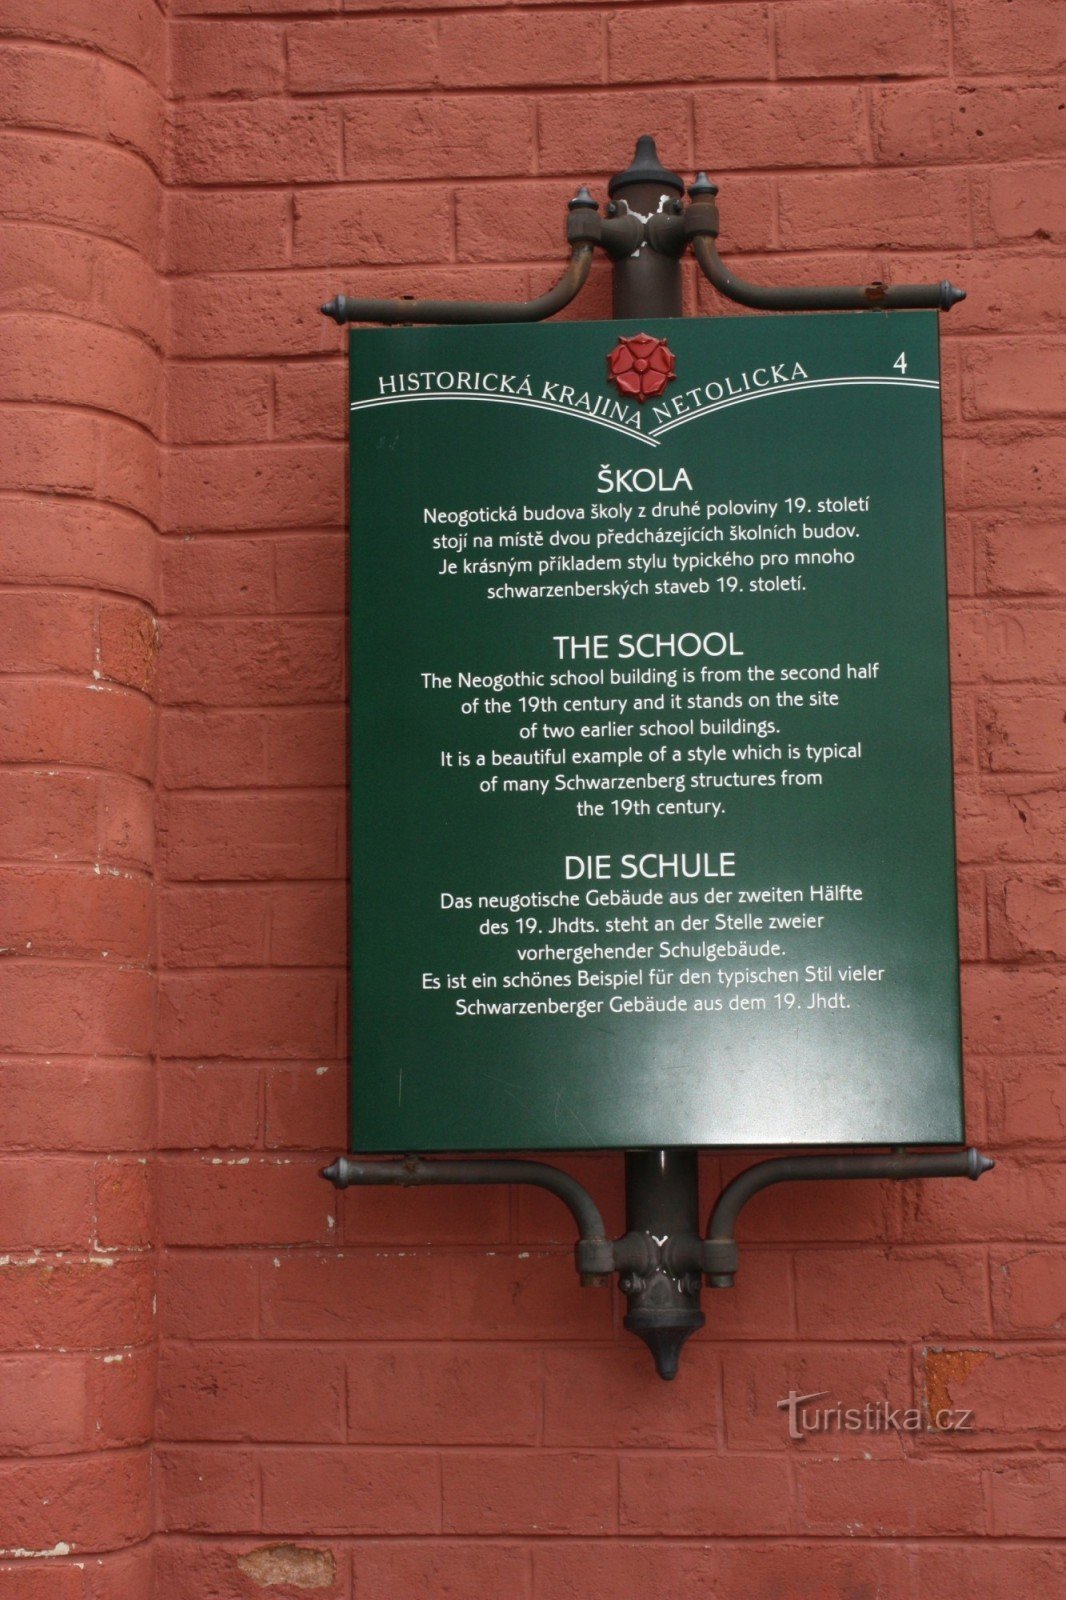 HISTORICKÁ KRAJINA NETOLICKA 4
ŠKOLA
Neogotická budova školy z druhé poloviny 19. století
stojí na místě dvou předcházejících školních budov.
Je krásným příkladem stylu typického pro mnoho
schwarzenberských staveb 19. století.
THE SCHOOL
The Neogothic school building is from the second half
of the 19th century and it stands on the site
of two earlier school buildings.
It is a beautiful example of a style which is typical
of many Schwarzenberg structures from
the 19th century.
DIE SCHULE
Das neugotische Gebäude aus der zweiten Hälfte
des 19. Jhdts. steht an der Stelle zweier
vorhergehender Schulgebäude.
Es ist ein schönes Beispiel für den typischen Stil vieler
Schwarzenberger Gebäude aus dem 19. Jhdt.
Turistika.cz